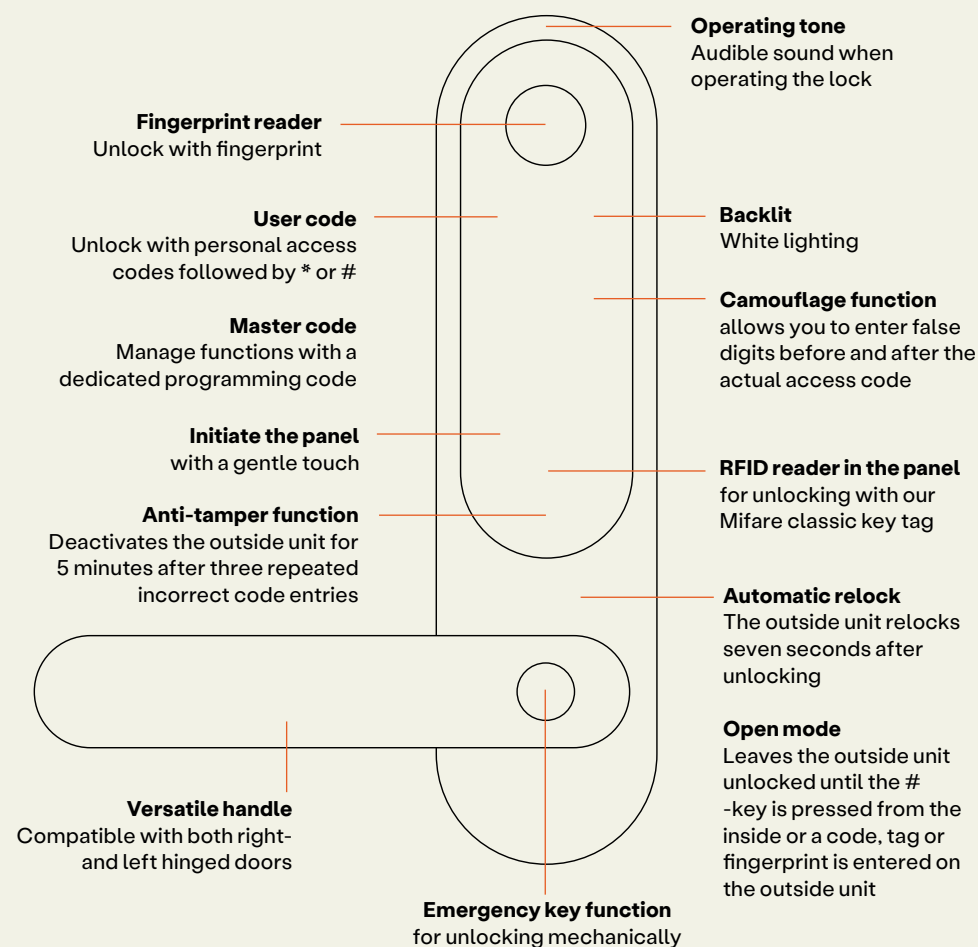 Operating tone
Audible sound when
operating the lock
Fingerprint reader
Unlock with fingerprint
User code
Unlock with personal access
codes followed by * or #
Backlit
White lighting
Camouflage function
allows you to enter false
digits before and after the
actual access code
Master code
Manage functions with a
dedicated programming code
Initiate the panel
with a gentle touch
RFID reader in the panel
for unlocking with our
Mifare classic key tag
Anti-tamper function
Deactivates the outside unit for
5 minutes after three repeated
incorrect code entries
Automatic relock
The outside unit relocks
seven seconds after
unlocking
Open mode
Leaves the outside unit
unlocked until the #
-key is pressed from the
inside or a code, tag or
fingerprint is entered on
the outside unit
Versatile handle
Compatible with both right-
and left hinged doors
Emergency key function
for unlocking mechanically